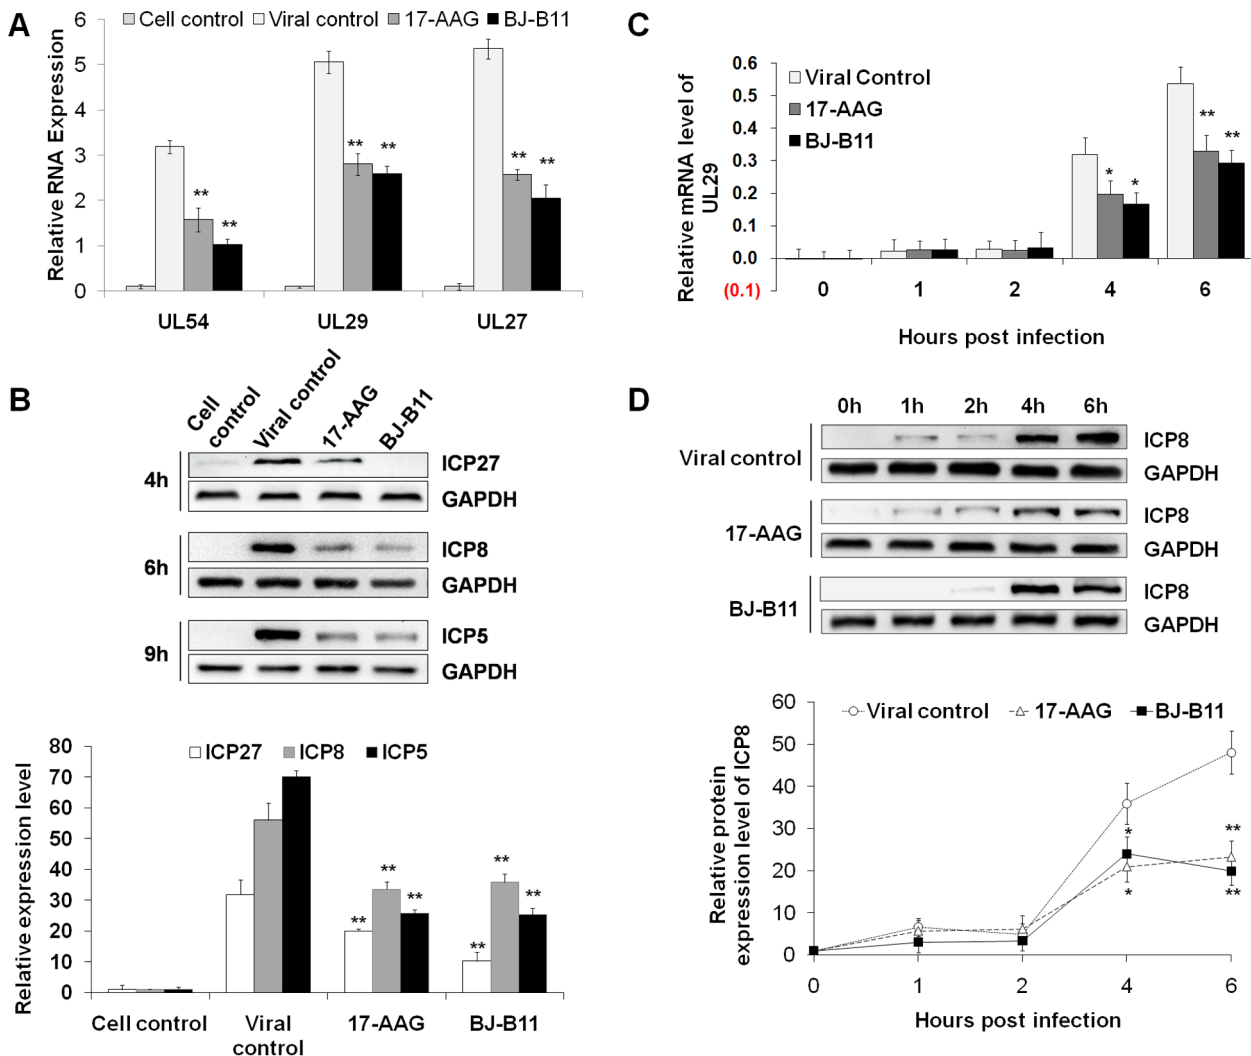 A
Cell control Viral control 17-AAG BJ-B11
Relative RNA Expression
6
5
4
3
2
1
0
** ** ** ** ** **
UL54 UL29 UL27
B
Cell control Viral control 17-AAG BJ-B11
4h
ICP27
GAPDH
6h
ICP8
GAPDH
9h
ICP5
GAPDH
ICP27 ICP8 ICP5
Relative expression level
80
70
60
50
40
30
20
10
0
** ** ** ** ** **
Cell control Viral control 17-AAG BJ-B11
C
Viral Control
17-AAG
BJ-B11
Relative mRNA level of
UL29
0.6
0.5
0.4
0.3
0.2
0.1
0.0
(0.1)
* * ** **
0 1 2 4 6
Hours post infection
D
0h 1h 2h 4h 6h
Viral control
ICP8
GAPDH
17-AAG
ICP8
GAPDH
BJ-B11
ICP8
GAPDH
Viral control 17-AAG BJ-B11
Relative protein
expression level of ICP8
60
50
40
30
20
10
0
* **
* **
0 1 2 4 6
Hours post infection